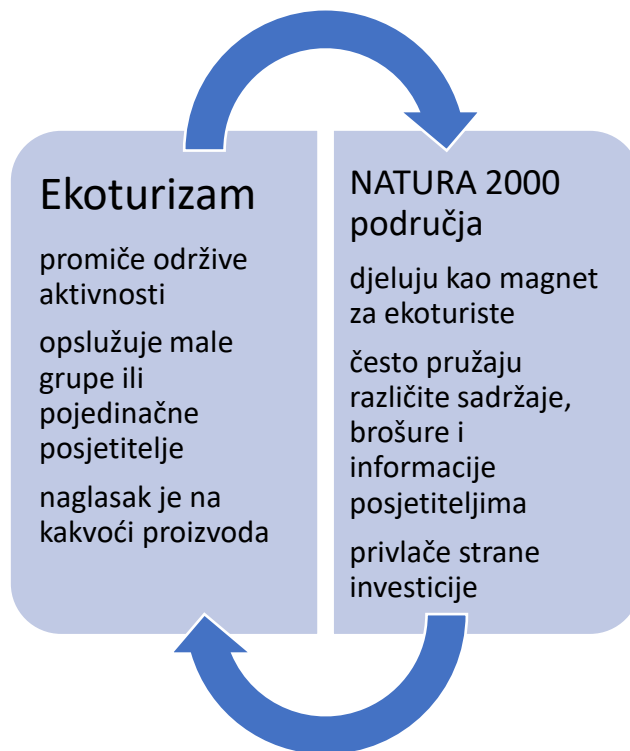 Ekoturizam
promiče održive
aktivnosti
opslužuje male
grupe ili
pojedinačne
posjetitelje
naglasak je na
kakvoći proizvoda
NATURA 2000
područja
djeluju kao magnet
za ekoturiste
često pružaju
različite sadržaje,
brošure i
informacije
posjetiteljima
privlače strane
investicije